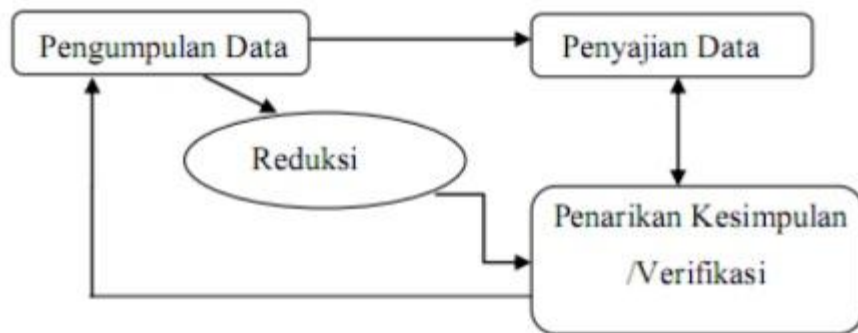 Pengumpulan Data
Penyajian Data
Reduksi
Penarikan Kesimpulan
/Verifikasi